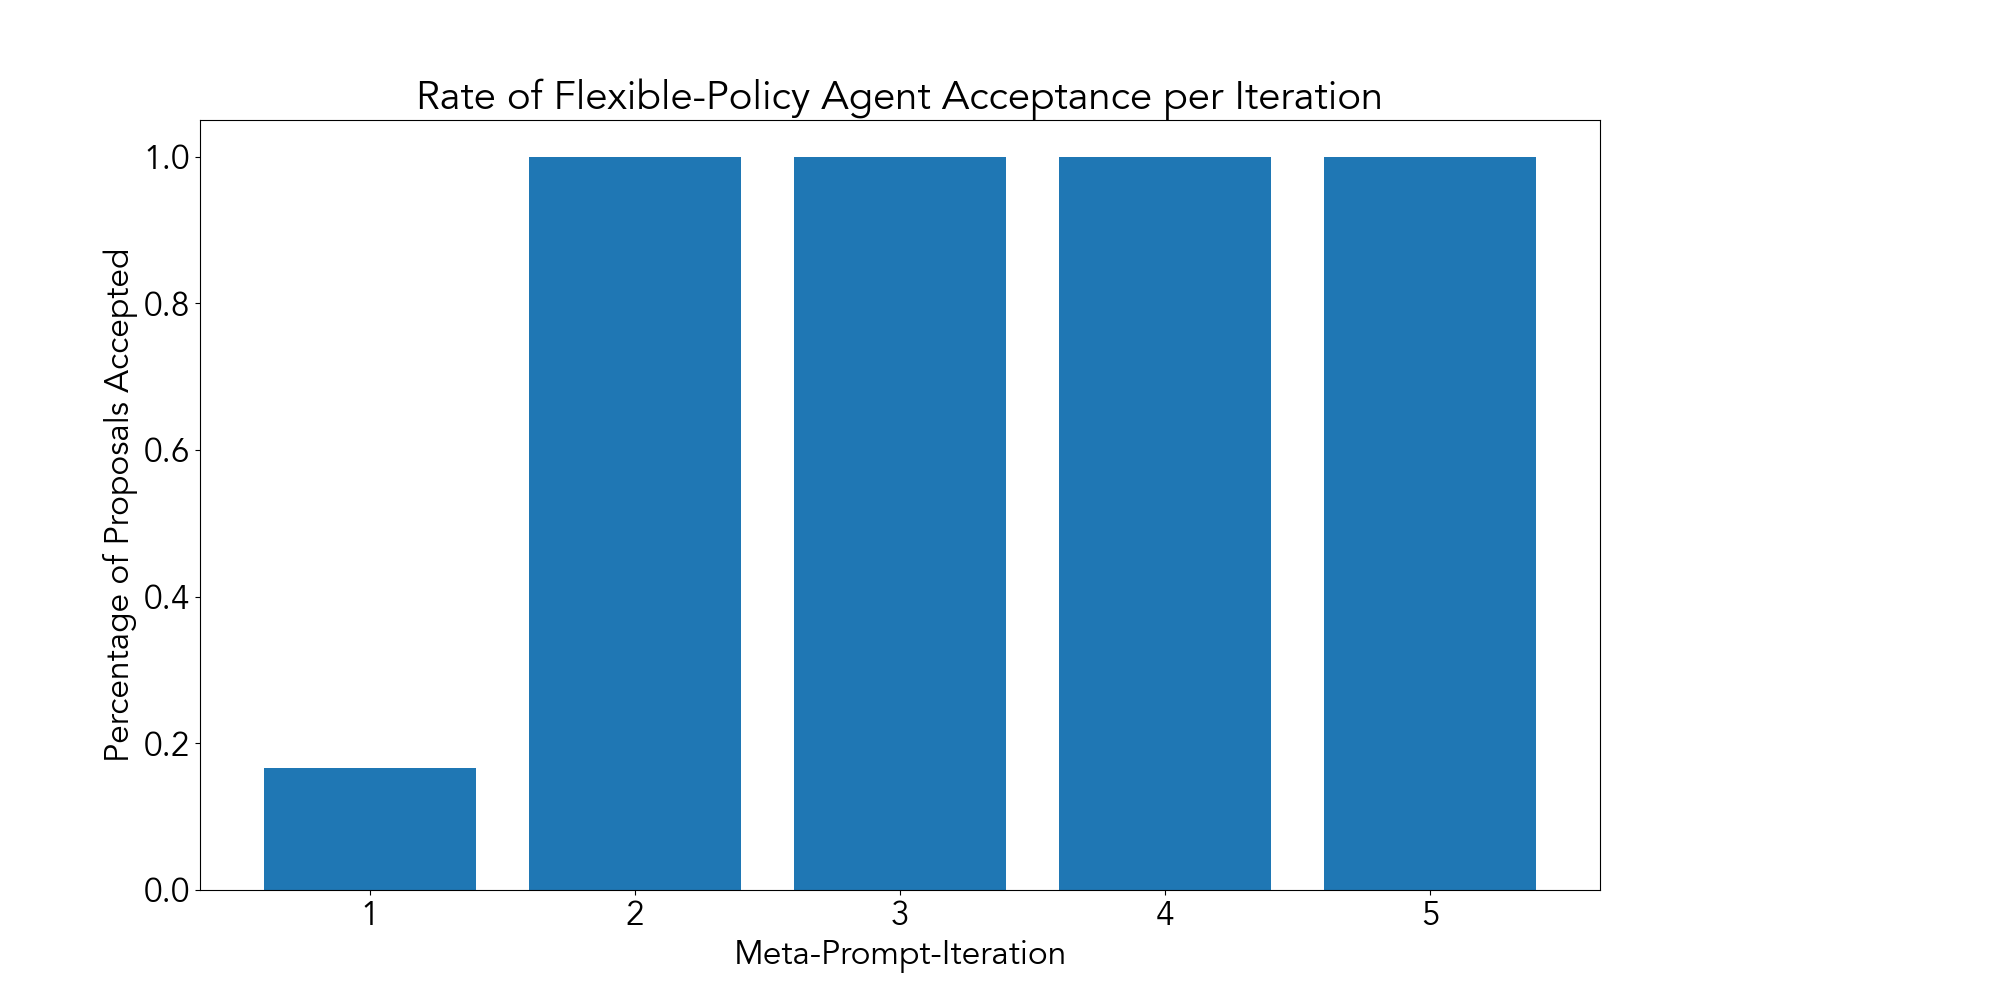 Rate of Flexible-Policy Agent Acceptance per Iteration
Percentage of Proposals Accepted
1.0
0.8
0.6
0.4
0.2
0.0
1 2 3 4 5
Meta-Prompt-Iteration